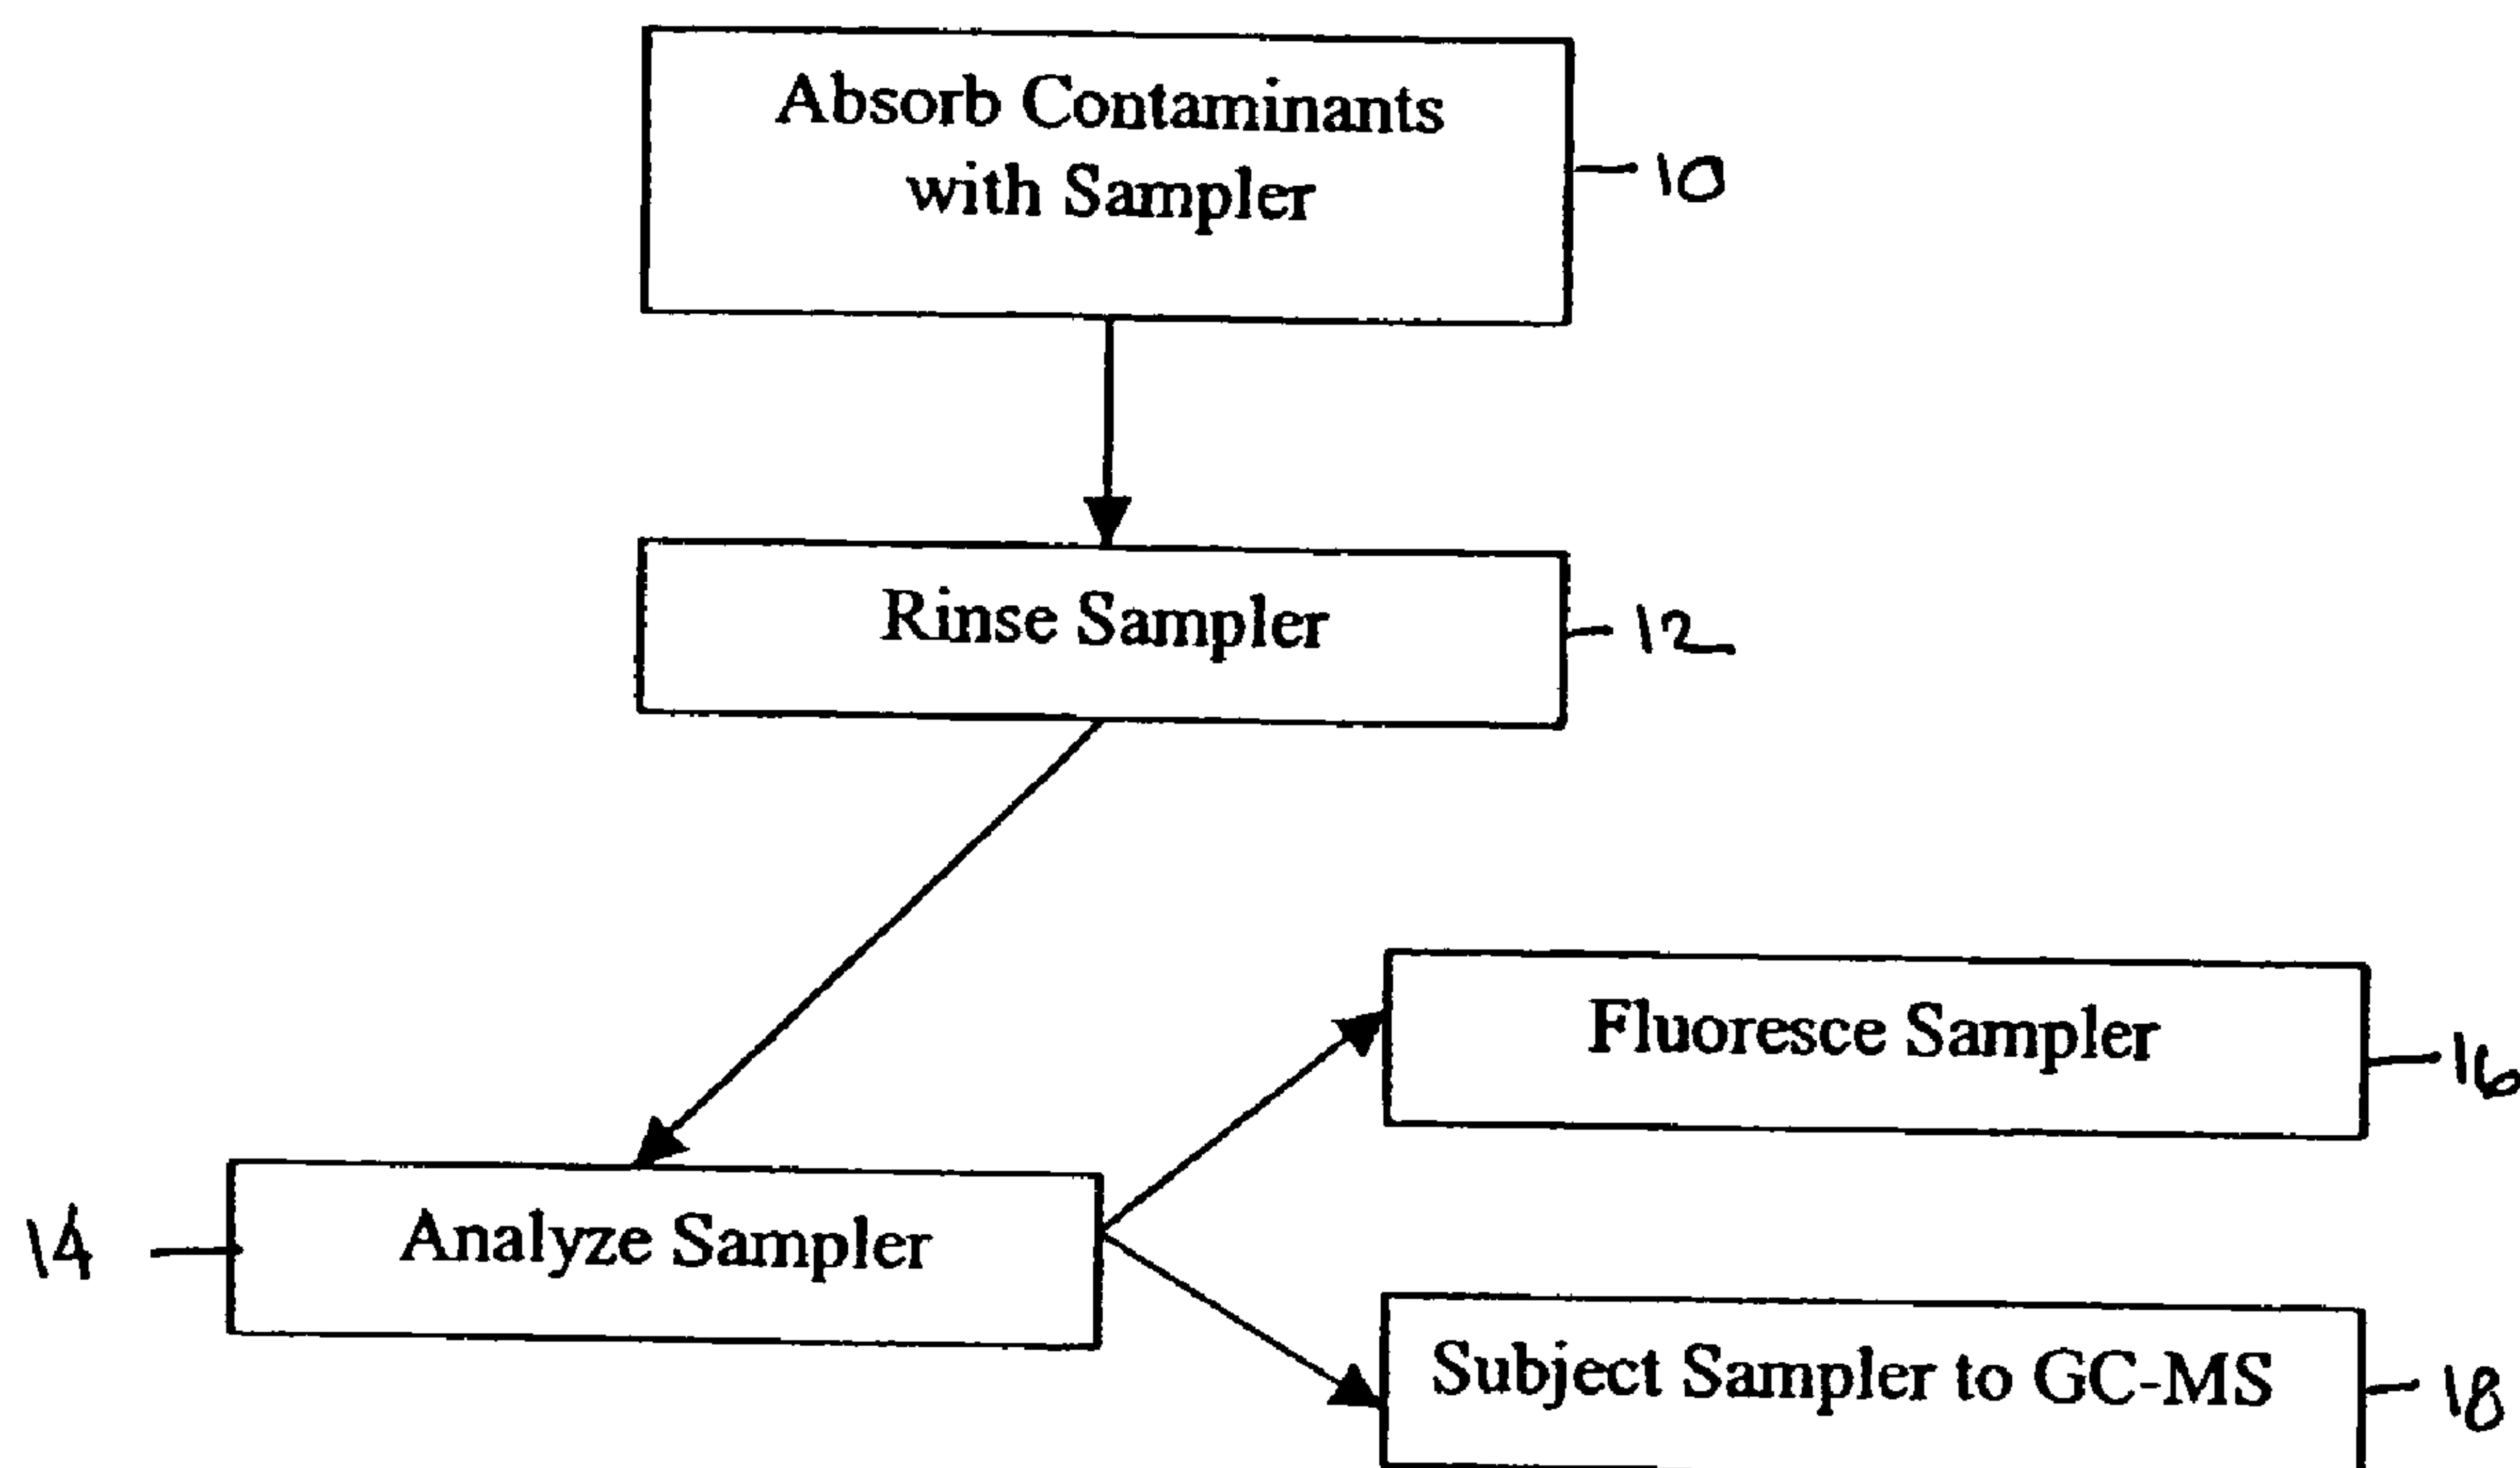 Absorb Contaminants
with Sampler
10
Rinse Sampler
12
Fluoresce Sampler
16
14
Analyze Sampler
Subject Sampler to GC-MS
18